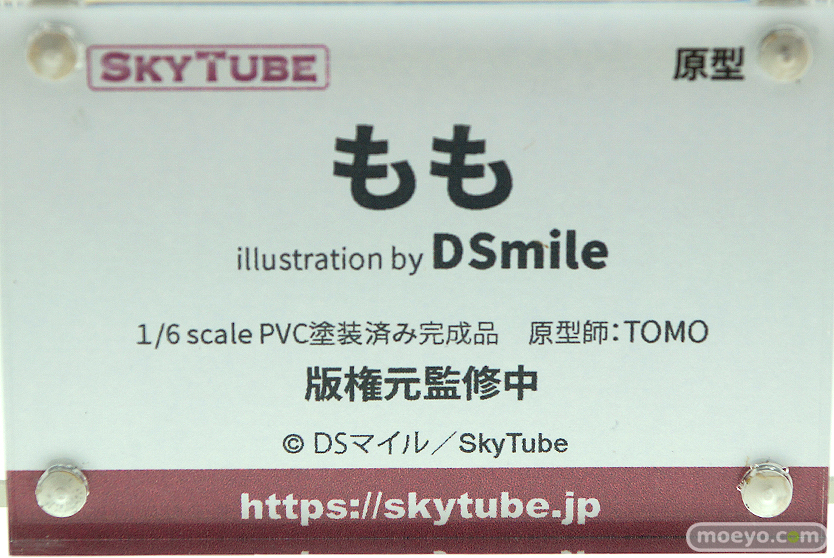 SKYTUBE
原型
もも
illustration by DSmile
1/6 scale PVC塗装済み完成品　原型師：TOMO
版権元監修中
© DSマイル／SkyTube
https://skytube.jp
moeyo.com